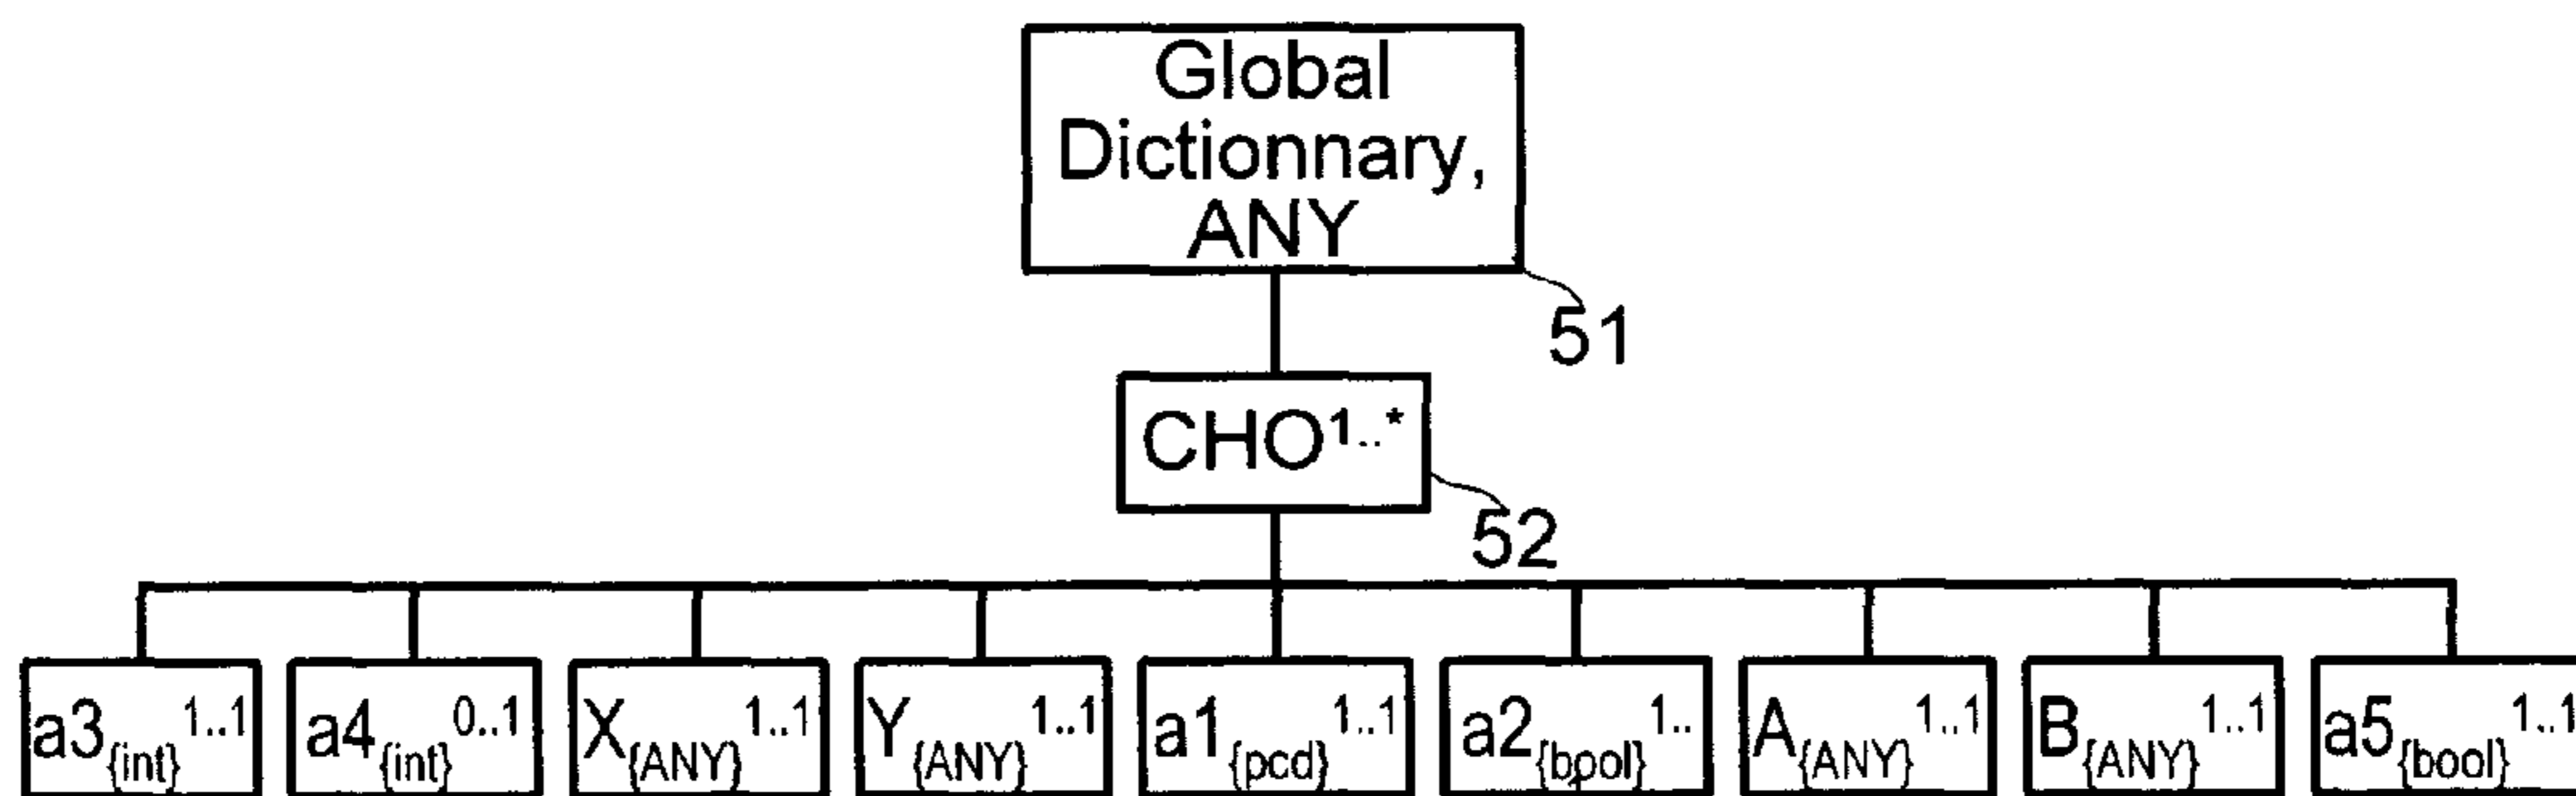 Global
Dictionnary,
ANY
51
CHO1..*
52
a3{int}1..1
a4{int}0..1
X{ANY}1..1
Y{ANY}1..1
a1{pcd}1..1
a2{bool}1..
A{ANY}1..1
B{ANY}1..1
a5{bool}1..1